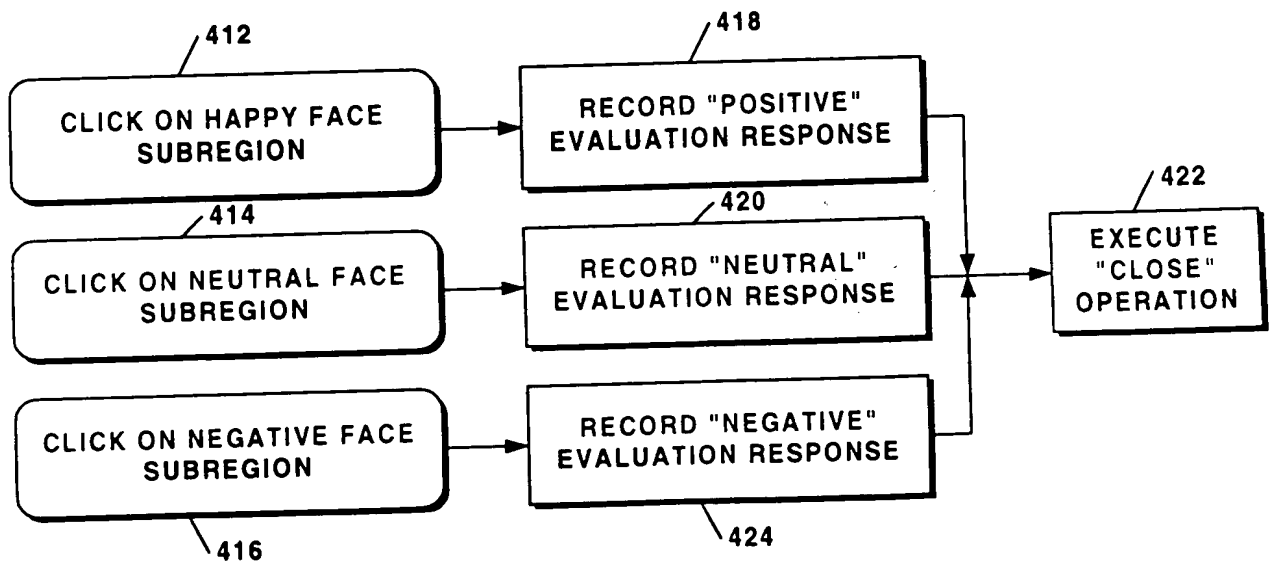 412
CLICK ON HAPPY FACE
SUBREGION
418
RECORD "POSITIVE"
EVALUATION RESPONSE
414
CLICK ON NEUTRAL FACE
SUBREGION
420
RECORD "NEUTRAL"
EVALUATION RESPONSE
422
EXECUTE
"CLOSE"
OPERATION
CLICK ON NEGATIVE FACE
SUBREGION
416
RECORD "NEGATIVE"
EVALUATION RESPONSE
424